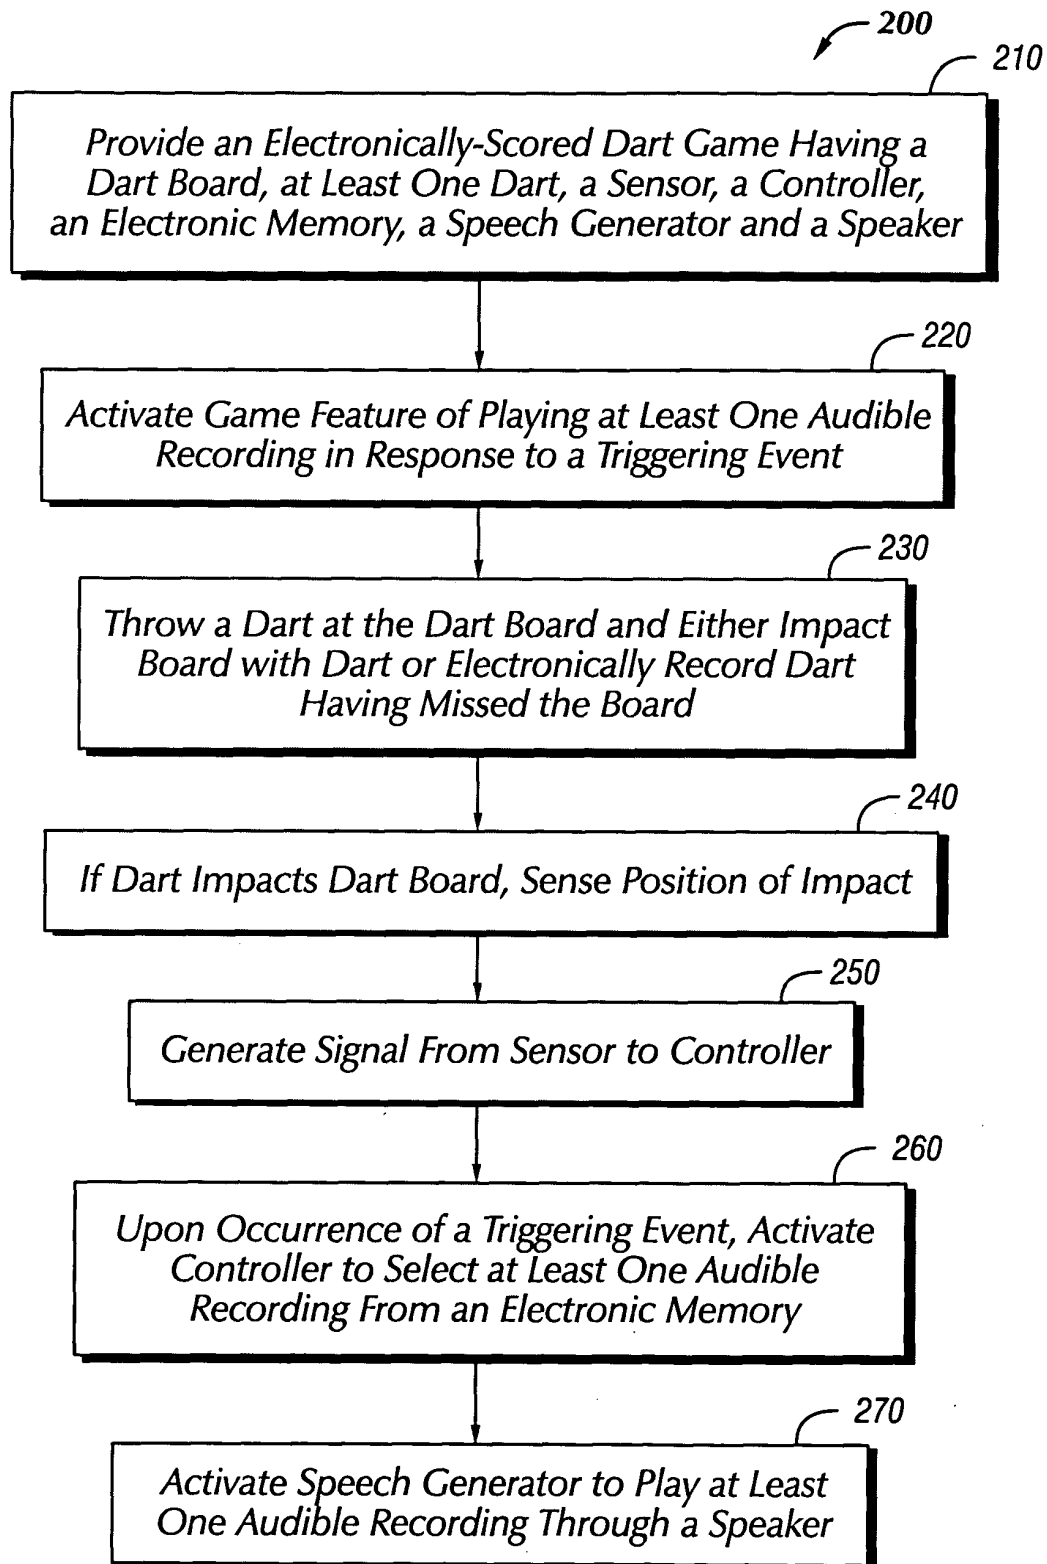 200
210
Provide an Electronically-Scored Dart Game Having a
Dart Board, at Least One Dart, a Sensor, a Controller,
an Electronic Memory, a Speech Generator and a Speaker
220
Activate Game Feature of Playing at Least One Audible
Recording in Response to a Triggering Event
230
Throw a Dart at the Dart Board and Either Impact
Board with Dart or Electronically Record Dart
Having Missed the Board
240
If Dart Impacts Dart Board, Sense Position of Impact
250
Generate Signal From Sensor to Controller
260
Upon Occurrence of a Triggering Event, Activate
Controller to Select at Least One Audible
Recording From an Electronic Memory
270
Activate Speech Generator to Play at Least
One Audible Recording Through a Speaker